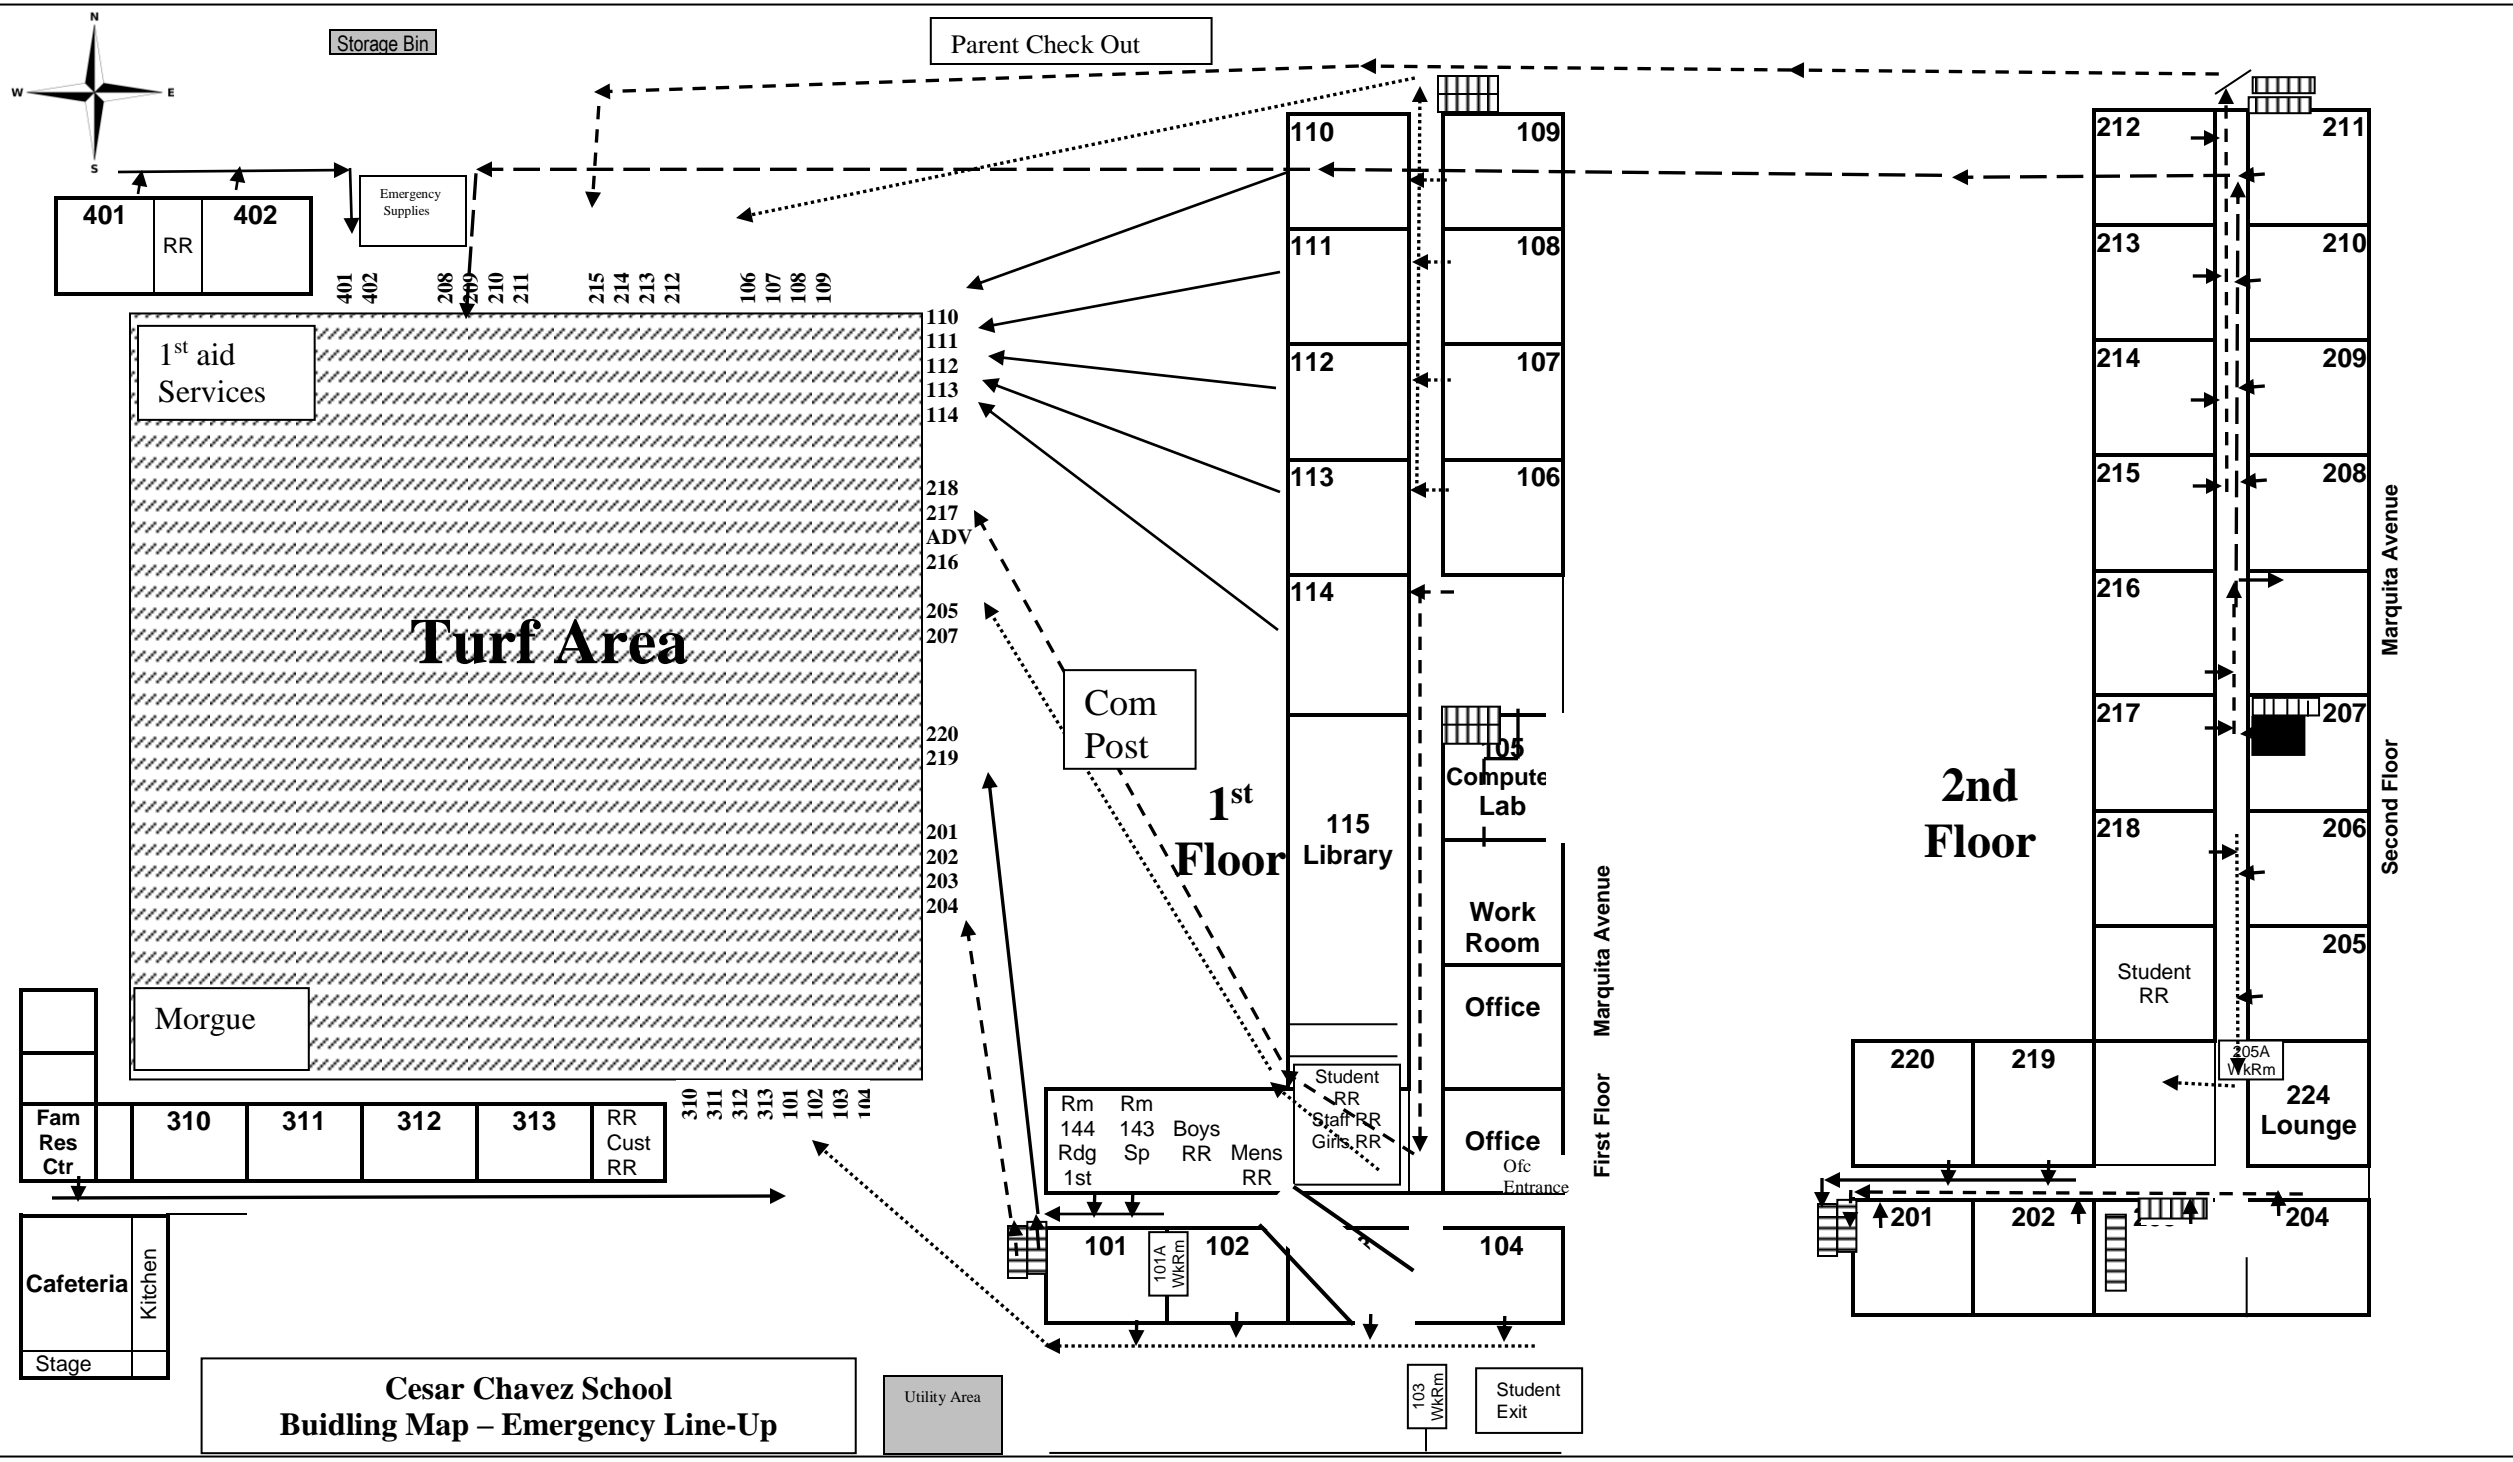 N
W
E
S
Storage Bin
Parent Check Out
401
RR
402
Emergency
Supplies
401
402
208
209
210
211
215
214
213
212
106
107
108
109
110
111
112
113
114
218
217
ADV
216
205
207
220
219
201
202
203
204
1st aid
Services
Turf Area
Morgue
310
311
312
313
101
102
103
104
Com
Post
1st
Floor
110
109
111
108
112
107
113
106
114
115
Library
105
Compute
Lab
Work
Room
Office
Office
Ofc
Entrance
First Floor Marquita Avenue
Student
RR
Staff RR
Girls RR
Rm
144
Rdg
1st
Rm
143
Sp
Boys
RR
Mens
RR
101
101A
WkRm
102
104
103
WkRm
Student
Exit
2nd
Floor
212
211
213
210
214
209
215
208
216
217
207
218
206
205
Student
RR
205A
WkRm
220
219
224
Lounge
201
202
204
Second Floor Marquita Avenue
Fam
Res
Ctr
310
311
312
313
RR
Cust
RR
Cafeteria
Kitchen
Stage
Cesar Chavez School
Buidling Map – Emergency Line-Up
Utility Area